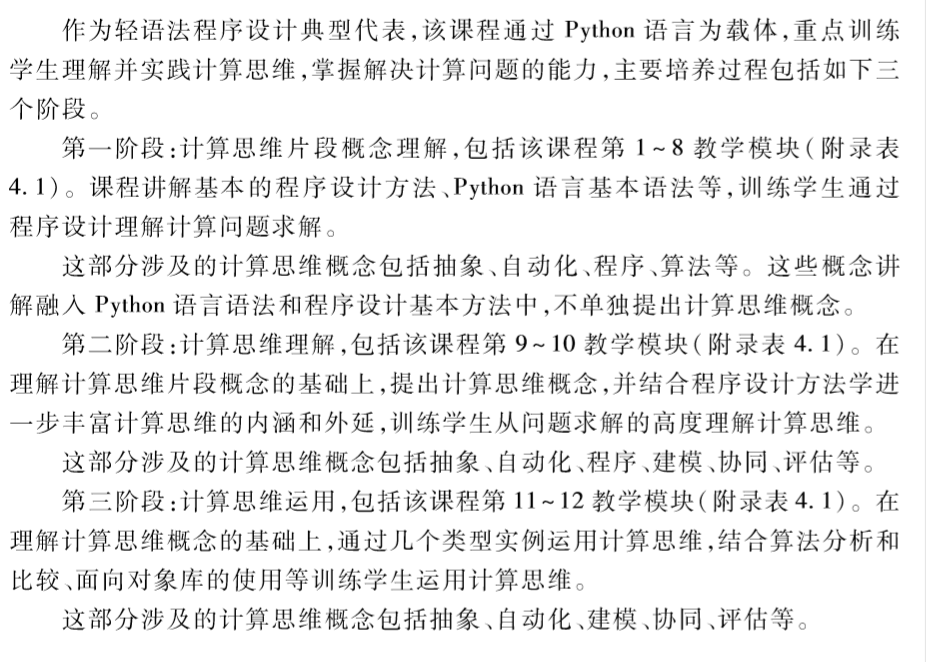 作为轻语法程序设计典型代表,该课程通过 Python 语言为载体,重点训练
学生理解并实践计算思维,掌握解决计算问题的能力,主要培养过程包括如下三
个阶段。
第一阶段:计算思维片段概念理解,包括该课程第 1~8 教学模块(附录表
4.1)。课程讲解基本的程序设计方法、Python 语言基本语法等,训练学生通过
程序设计理解计算问题求解。
这部分涉及的计算思维概念包括抽象、自动化、程序、算法等。这些概念讲
解融入 Python 语言语法和程序设计基本方法中,不单独提出计算思维概念。
第二阶段:计算思维理解,包括该课程第 9~10 教学模块(附录表 4.1)。在
理解计算思维片段概念的基础上,提出计算思维概念,并结合程序设计方法学进
一步丰富计算思维的内涵和外延,训练学生从问题求解的高度理解计算思维。
这部分涉及的计算思维概念包括抽象、自动化、程序、建模、协同、评估等。
第三阶段:计算思维运用,包括该课程第 11~12 教学模块(附录表 4.1)。在
理解计算思维概念的基础上,通过几个类型实例运用计算思维,结合算法分析和
比较、面向对象库的使用等训练学生运用计算思维。
这部分涉及的计算思维概念包括抽象、自动化、建模、协同、评估等。